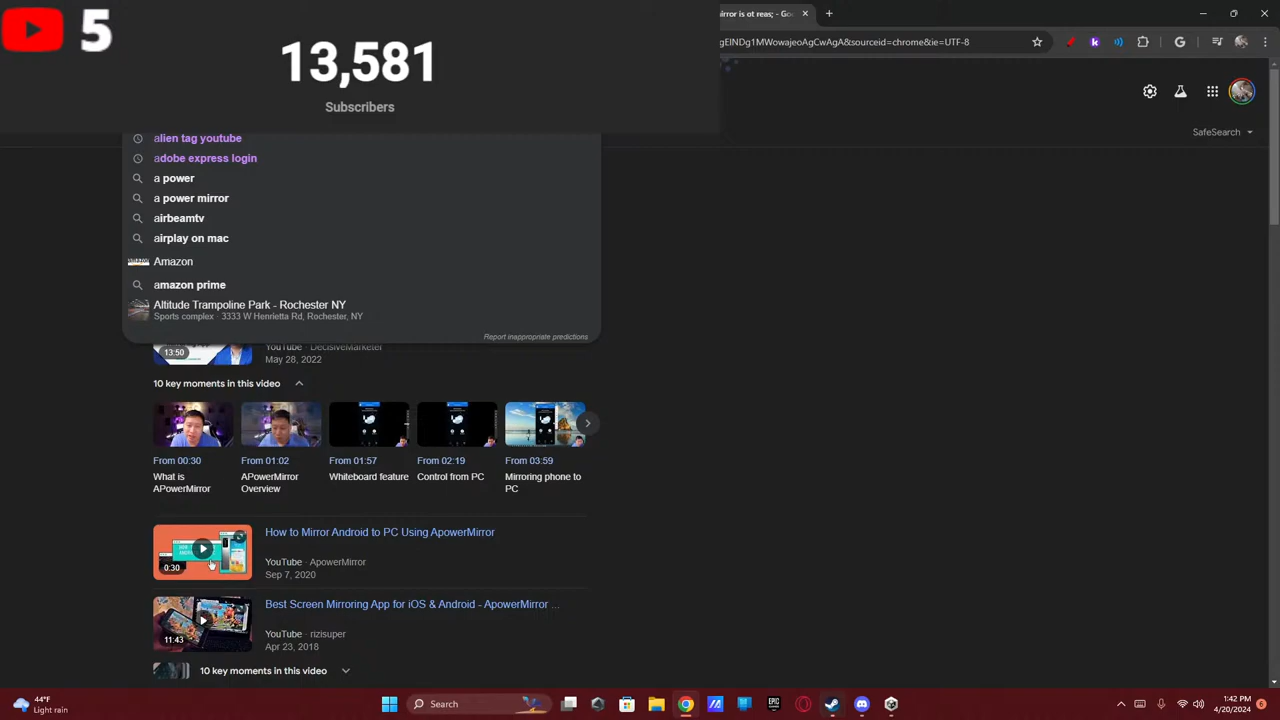 5
13,581
Subscribers
irror is ot reas; - Goo
gEINDg1MWowajeoAgCwAgA&sourceid=chrome&ie=UTF-8
SafeSearch
alien tag youtube
adobe express login
a power
a power mirror
airbeamtv
airplay on mac
Amazon
amazon prime
Altitude Trampoline Park - Rochester NY
Sports complex · 3333 W Henrietta Rd, Rochester, NY
Report inappropriate predictions
13:50
YouTube · DecisiveMarketer
May 28, 2022
10 key moments in this video
From 00:30
What is
APowerMirror
From 01:02
APowerMirror
Overview
From 01:57
Whiteboard feature
From 02:19
Control from PC
From 03:59
Mirroring phone to
PC
0:30
How to Mirror Android to PC Using ApowerMirror
YouTube · ApowerMirror
Sep 7, 2020
11:43
Best Screen Mirroring App for iOS & Android - ApowerMirror ...
YouTube · rizisuper
Apr 23, 2018
10 key moments in this video
44°F
Light rain
Search
1:42 PM
4/20/2024